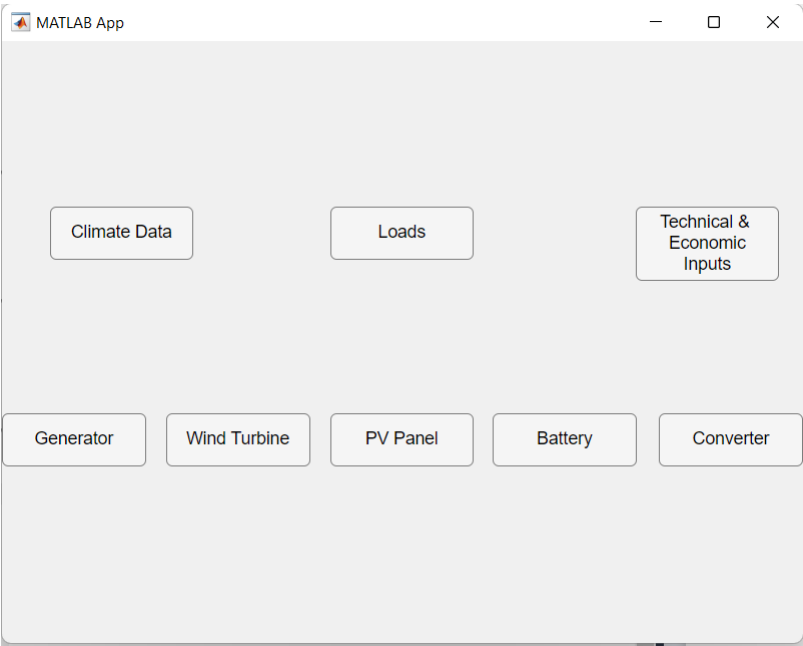 MATLAB App
Climate Data
Loads
Technical &
Economic
Inputs
Generator
Wind Turbine
PV Panel
Battery
Converter